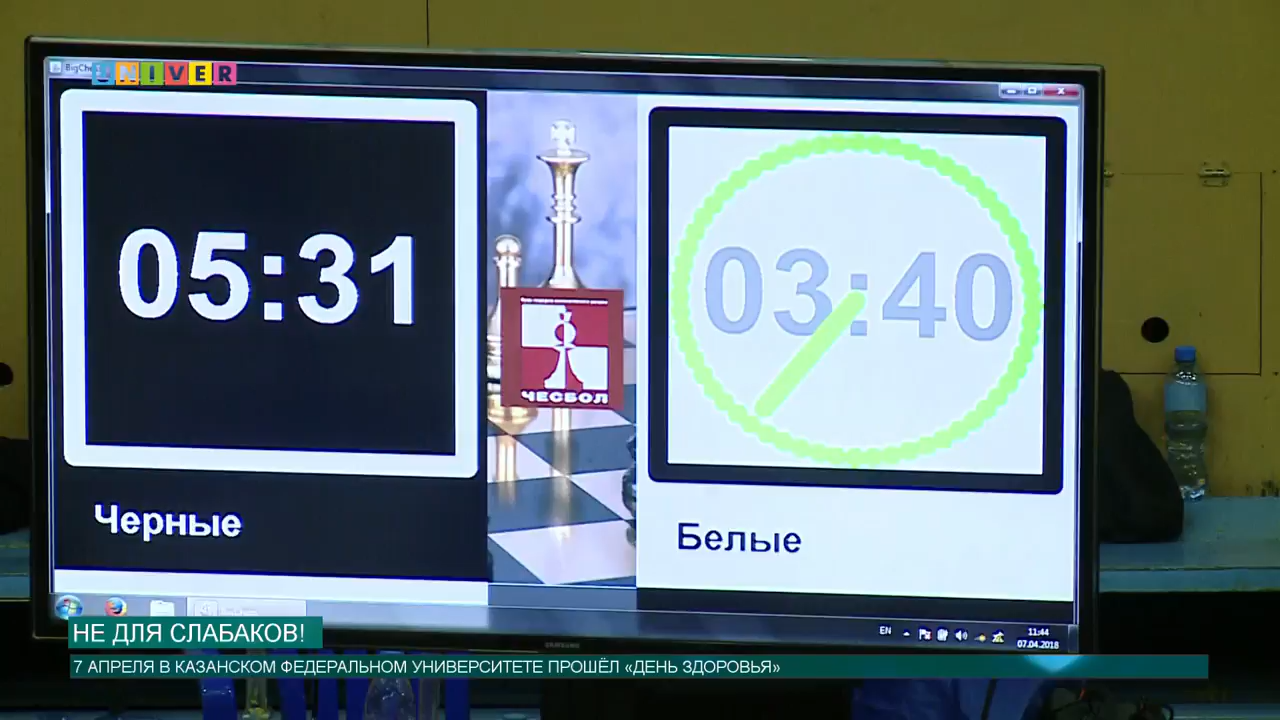 UNIVER
05:31
03:40
ЧЕСБОЛ
Черные
Белые
EN
11:44
07.04.2018
НЕ ДЛЯ СЛАБАКОВ!
7 АПРЕЛЯ В КАЗАНСКОМ ФЕДЕРАЛЬНОМ УНИВЕРСИТЕТЕ ПРОШЁЛ «ДЕНЬ ЗДОРОВЬЯ»